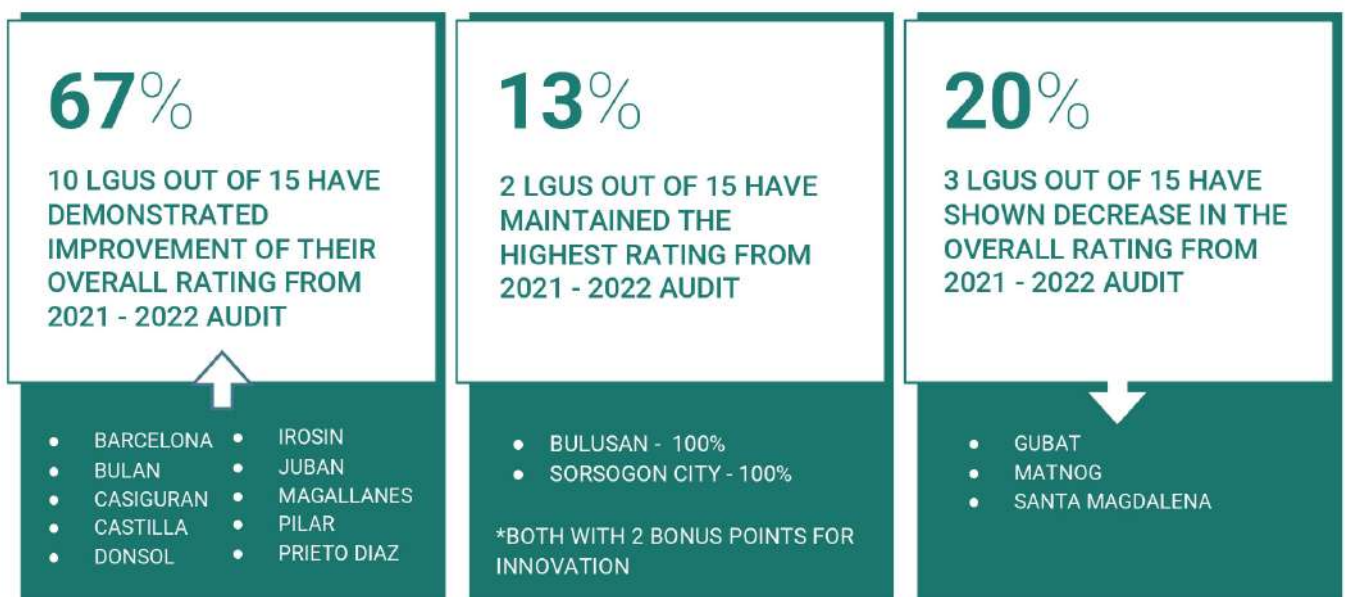 67%
10 LGUS OUT OF 15 HAVE
DEMONSTRATED
IMPROVEMENT OF THEIR
OVERALL RATING FROM
2021 - 2022 AUDIT
● BARCELONA
● BULAN
● CASIGURAN
● CASTILLA
● DONSOL
● IROSIN
● JUBAN
● MAGALLANES
● PILAR
● PRIETO DIAZ
13%
2 LGUS OUT OF 15 HAVE
MAINTAINED THE
HIGHEST RATING FROM
2021 - 2022 AUDIT
● BULUSAN - 100%
● SORSOGON CITY - 100%
*BOTH WITH 2 BONUS POINTS FOR
INNOVATION
20%
3 LGUS OUT OF 15 HAVE
SHOWN DECREASE IN THE
OVERALL RATING FROM
2021 - 2022 AUDIT
● GUBAT
● MATNOG
● SANTA MAGDALENA